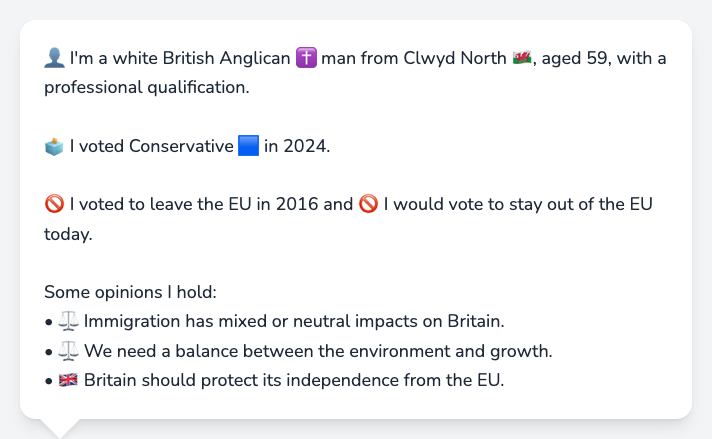 👤 I'm a white British Anglican ✝️ man from Clwyd North 🏴󠁧󠁢󠁷󠁬󠁳󠁿, aged 59, with a
professional qualification.
🗳️ I voted Conservative 🟦 in 2024.
🚫 I voted to leave the EU in 2016 and 🚫 I would vote to stay out of the EU
today.
Some opinions I hold:
• ⚖️ Immigration has mixed or neutral impacts on Britain.
• ⚖️ We need a balance between the environment and growth.
• 🇬🇧 Britain should protect its independence from the EU.